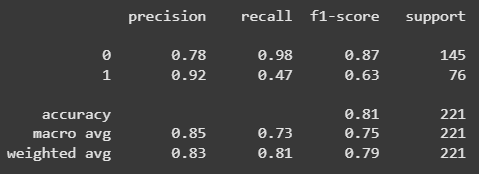 precision recall f1-score support
0 0.78 0.98 0.87 145
1 0.92 0.47 0.63 76
accuracy 0.81 221
macro avg 0.85 0.73 0.75 221
weighted avg 0.83 0.81 0.79 221